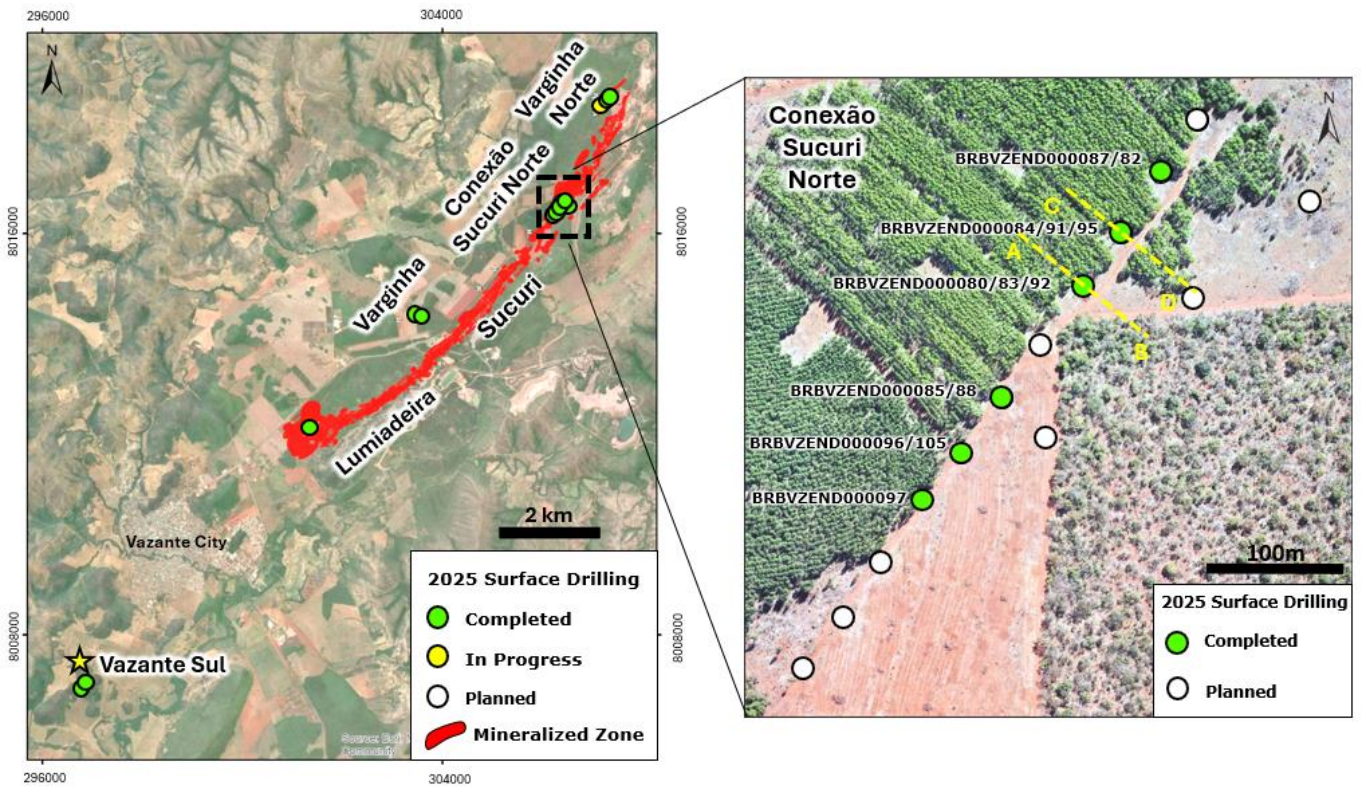 296000
304000
N
Varginha
Norte
Conexão
Sucuri Norte
8016000
8016000
Varginha
Sucuri
Lumiadeira
2 km
Vazante City
8008000
8008000
Vazante Sul
2025 Surface Drilling
Completed
In Progress
Planned
Mineralized Zone
Community
296000
304000
Conexão
Sucuri
Norte
N
BRBVZEND000087/82
C
BRBVZEND000084/91/95
A
BRBVZEND000080/83/92
D
B
BRBVZEND000085/88
BRBVZEND000096/105
BRBVZEND000097
100m
2025 Surface Drilling
Completed
Planned